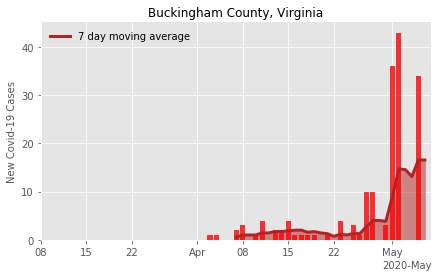 Buckingham County, Virginia
7 day moving average
New Covid-19 Cases
40
30
20
10
0
08 15 22 Apr 08 15 22 May
2020-May